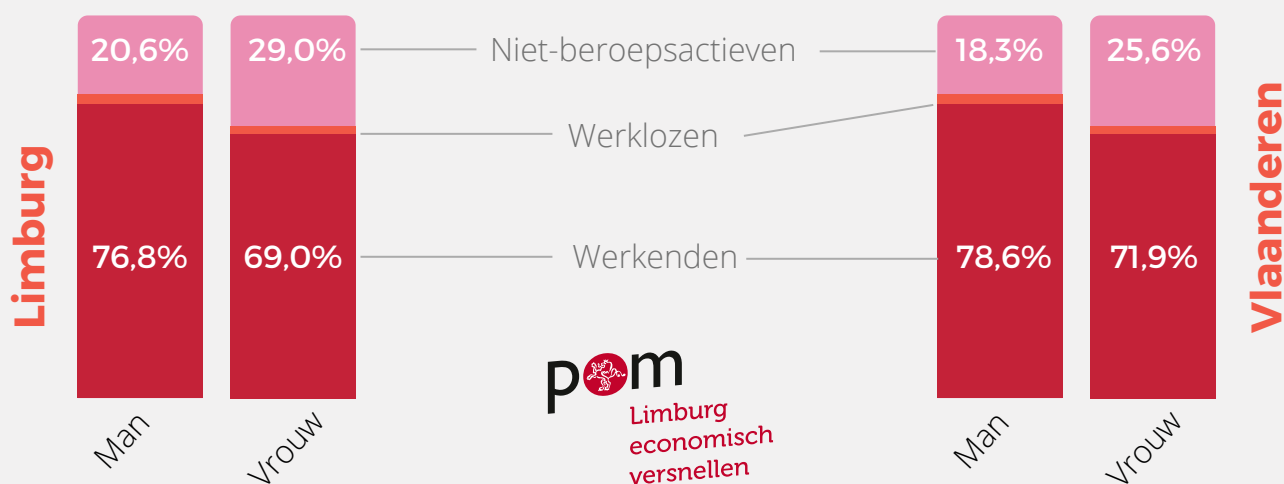 Limburg
20,6%
29,0%
Niet-beroepsactieven
18,3%
25,6%
Werklozen
76,8%
69,0%
Werkenden
78,6%
71,9%
Vlaanderen
Man
Vrouw
pom
Limburg
economisch
versnellen
Man
Vrouw